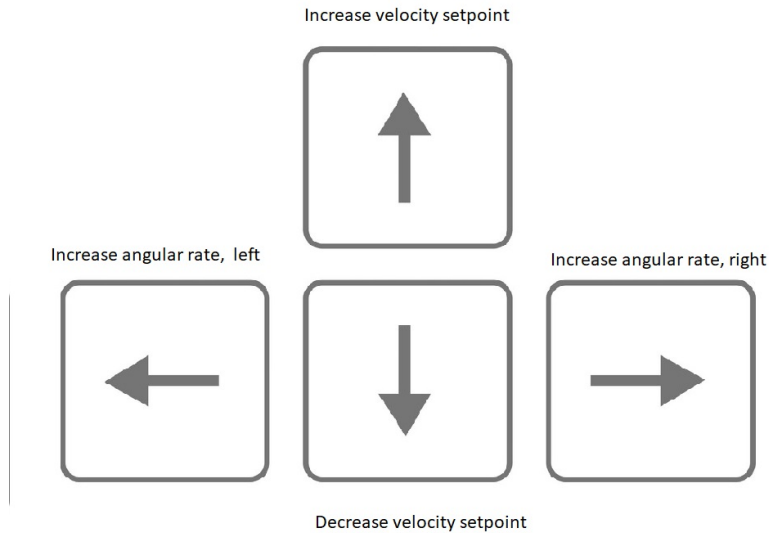 Increase velocity setpoint
Increase angular rate,  left
Increase angular rate, right
Decrease velocity setpoint